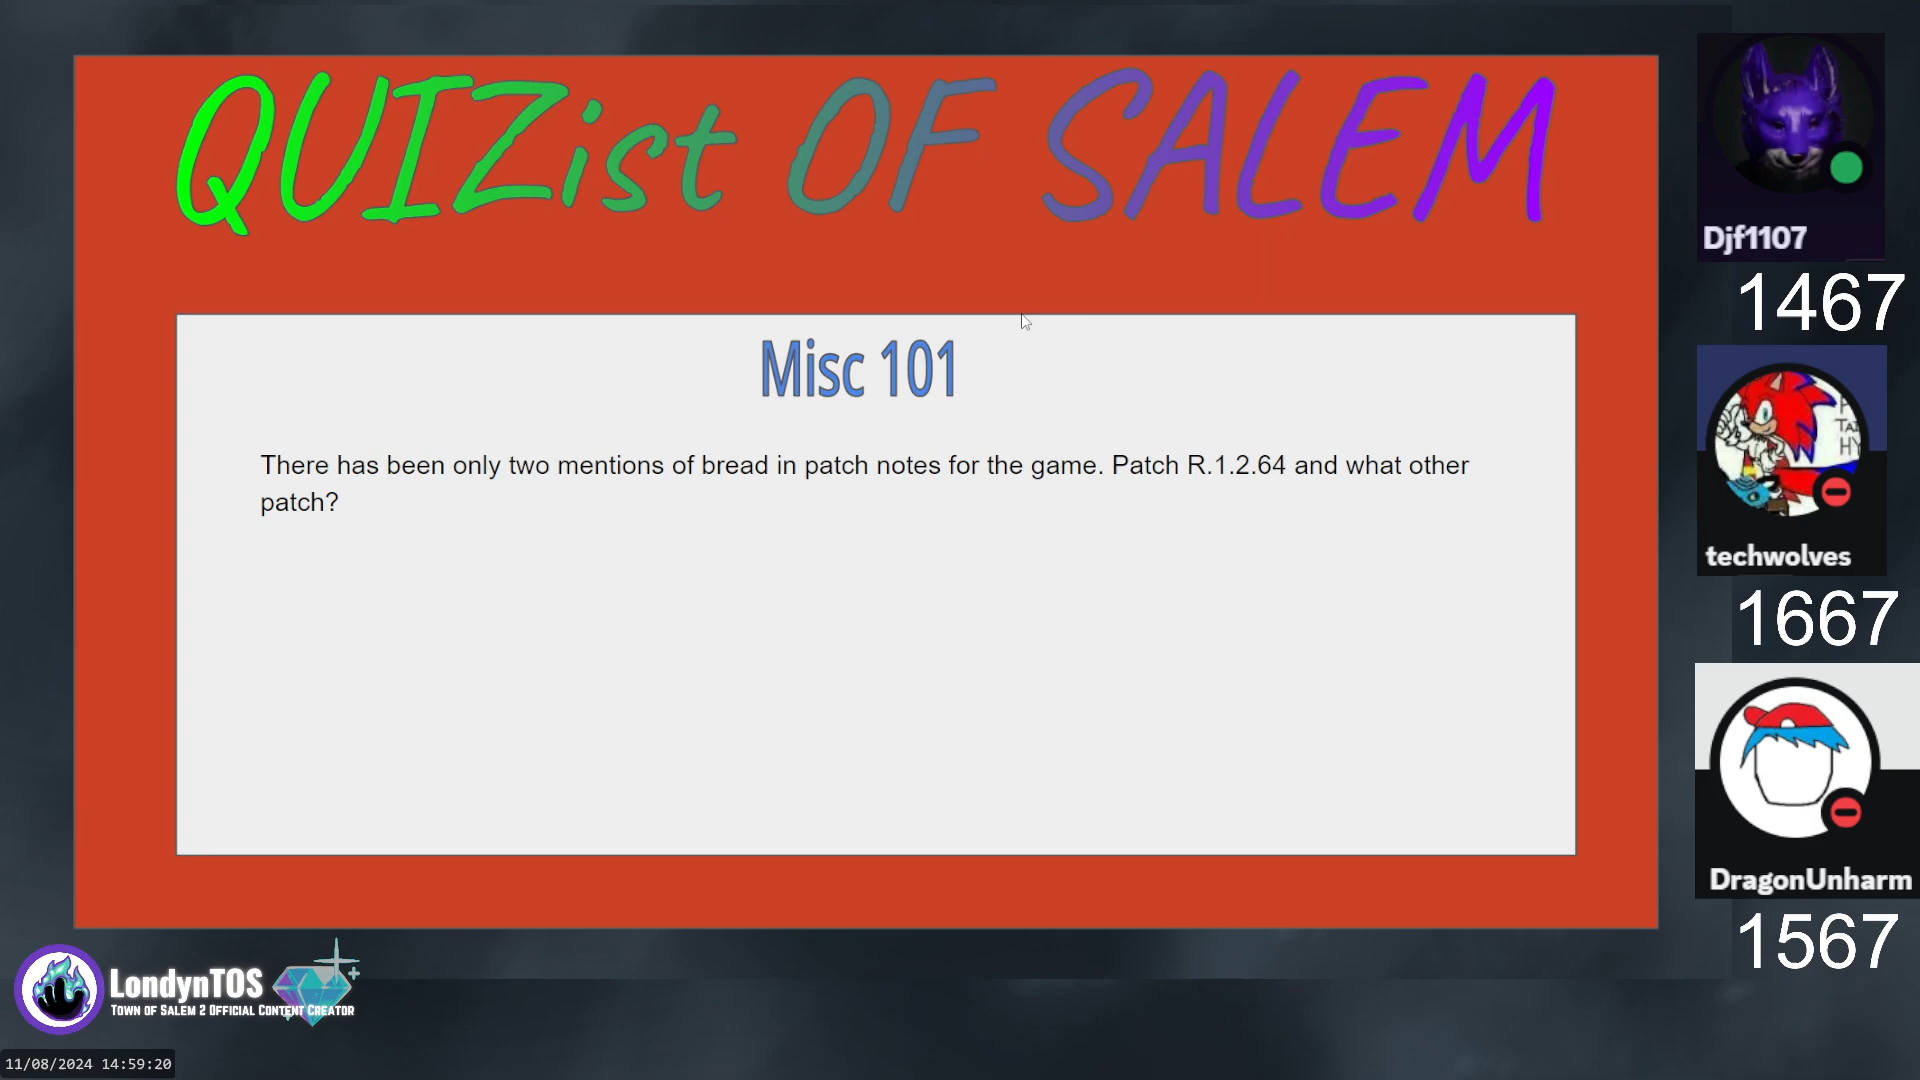 QUIZist OF SALEM
Misc 101
There has been only two mentions of bread in patch notes for the game. Patch R.1.2.64 and what other
patch?
Djf1107
1467
techwolves
1667
DragonUnharm
1567
LondynTOS
TOWN OF SALEM 2 OFFICIAL CONTENT CREATOR
11/08/2024 14:59:20